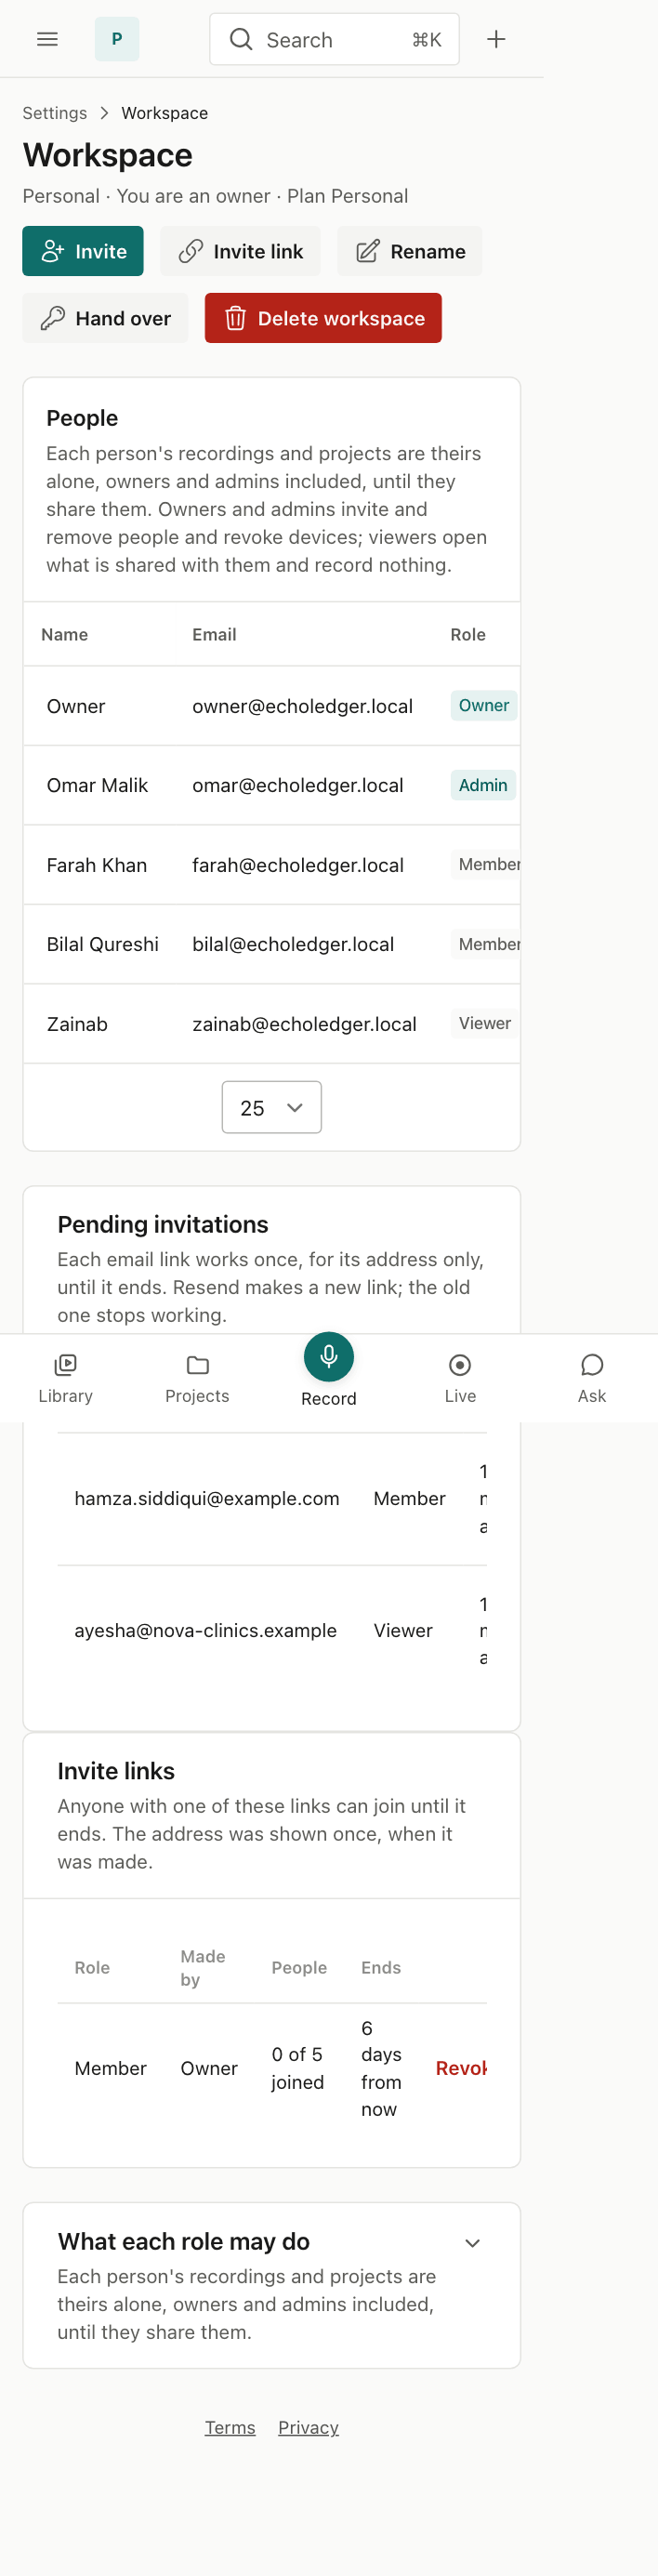 P
Search ⌘K
Settings > Workspace
Workspace
Personal · You are an owner · Plan Personal
Invite
Invite link
Rename
Hand over
Delete workspace
People
Each person's recordings and projects are theirs
alone, owners and admins included, until they
share them. Owners and admins invite and
remove people and revoke devices; viewers open
what is shared with them and record nothing.
Name Email Role
Owner owner@echoledger.local Owner
Omar Malik omar@echoledger.local Admin
Farah Khan farah@echoledger.local Member
Bilal Qureshi bilal@echoledger.local Member
Zainab zainab@echoledger.local Viewer
25
Pending invitations
Each email link works once, for its address only,
until it ends. Resend makes a new link; the old
one stops working.
Library Projects Record Live Ask
hamza.siddiqui@example.com Member
ayesha@nova-clinics.example Viewer
Invite links
Anyone with one of these links can join until it
ends. The address was shown once, when it
was made.
Role Made by People Ends
Member Owner 0 of 5 joined 6 days from now
What each role may do
Each person's recordings and projects are
theirs alone, owners and admins included,
until they share them.
Terms Privacy